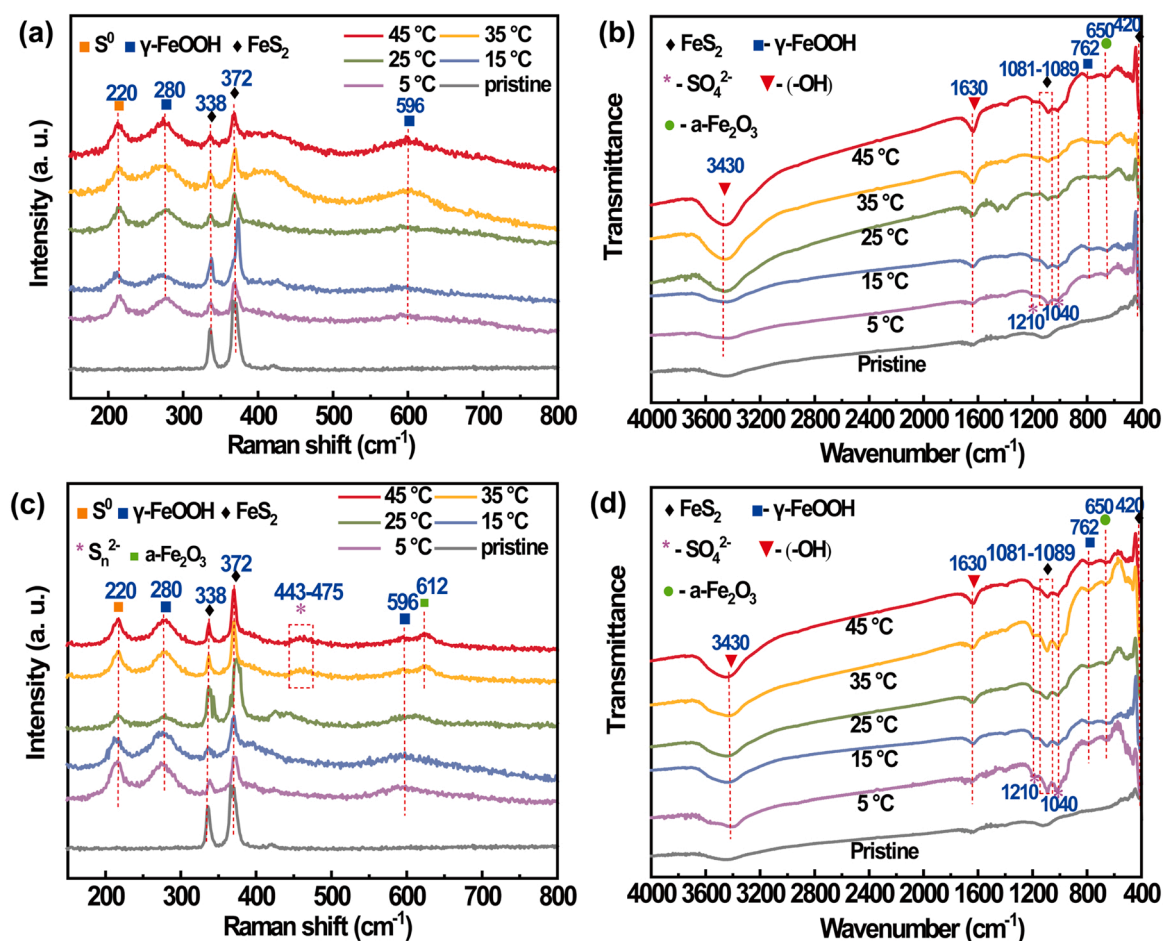 (a)
S⁰ γ-FeOOH FeS₂
45 °C 35 °C
25 °C 15 °C
5 °C pristine
220 280 338 372 596
Intensity (a. u.)
200 300 400 500 600 700 800
Raman shift (cm⁻¹)
(b)
FeS₂ - γ-FeOOH
762 650 420
* - SO₄²⁻ - (-OH)
1630 1081-1089
- a-Fe₂O₃
3430
45 °C
35 °C
25 °C
15 °C
5 °C
1210 * * 1040
Pristine
Transmittance
4000 3600 3200 2800 2400 2000 1600 1200 800 400
Wavenumber (cm⁻¹)
(c)
S⁰ γ-FeOOH FeS₂
* Sₙ²⁻ a-Fe₂O₃
45 °C 35 °C
25 °C 15 °C
5 °C pristine
220 280 338 372 443-475 * 596 612
Intensity (a. u.)
200 300 400 500 600 700 800
Raman shift (cm⁻¹)
(d)
FeS₂ - γ-FeOOH
762 650 420
* - SO₄²⁻ - (-OH)
1630 1081-1089
- a-Fe₂O₃
3430
45 °C
35 °C
25 °C
15 °C
5 °C
1210 * * 1040
Pristine
Transmittance
4000 3600 3200 2800 2400 2000 1600 1200 800 400
Wavenumber (cm⁻¹)